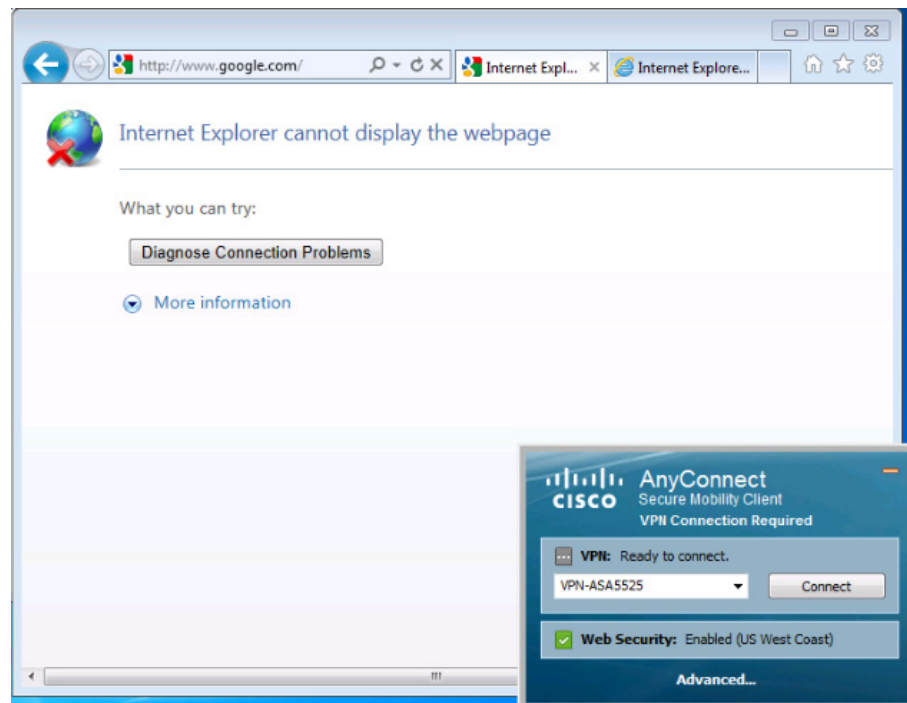 http://www.google.com/
Internet Expl...
Internet Explore...
Internet Explorer cannot display the webpage
What you can try:
Diagnose Connection Problems
More information
CISCO
AnyConnect
Secure Mobility Client
VPN Connection Required
VPN: Ready to connect.
VPN-ASA5525
Connect
Web Security: Enabled (US West Coast)
Advanced...